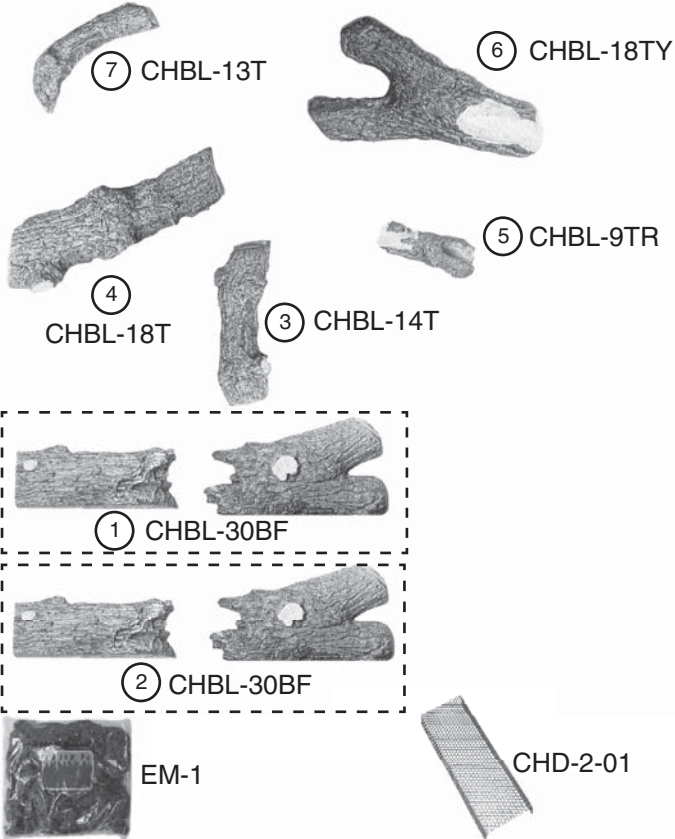 7 CHBL-13T
6 CHBL-18TY
5 CHBL-9TR
4
CHBL-18T
3 CHBL-14T
1 CHBL-30BF
2 CHBL-30BF
EM-1
CHD-2-01